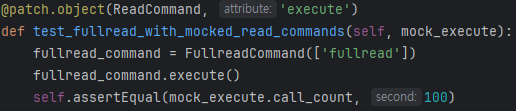 @patch.object(ReadCommand, attribute: 'execute')
def test_fullread_with_mocked_read_commands(self, mock_execute):
    fullread_command = FullreadCommand(['fullread'])
    fullread_command.execute()
    self.assertEqual(mock_execute.call_count, second: 100)